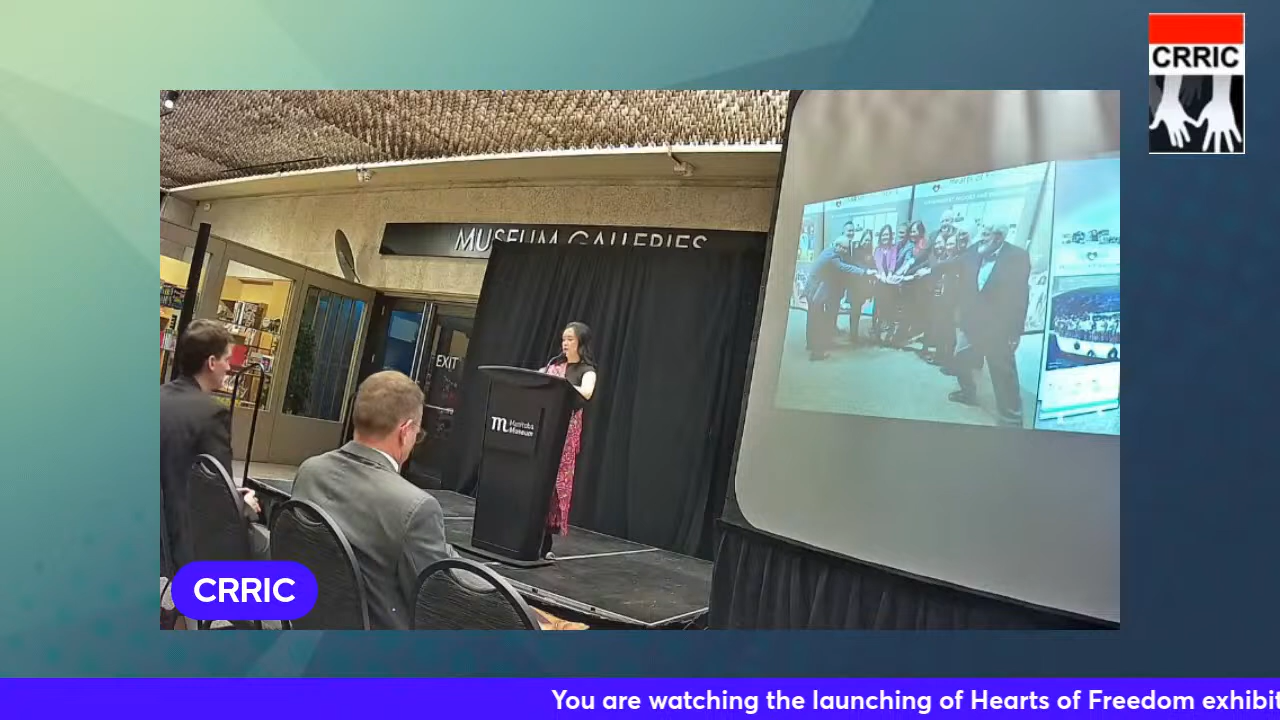 CRRIC
MUSEUM GALLERIES
EXIT
m Manitoba
Museum
CRRIC
You are watching the launching of Hearts of Freedom exhibit